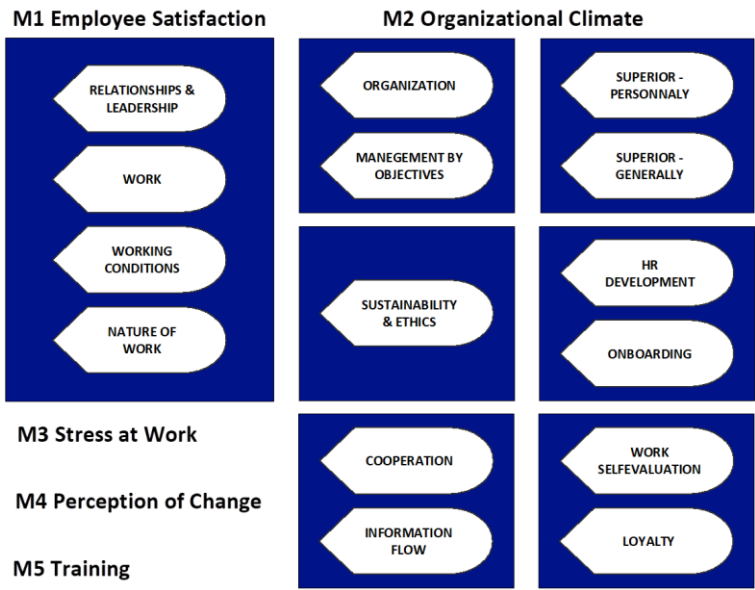 M1 Employee Satisfaction
RELATIONSHIPS &
LEADERSHIP
WORK
WORKING
CONDITIONS
NATURE OF
WORK
M2 Organizational Climate
ORGANIZATION
MANEGEMENT BY
OBJECTIVES
SUPERIOR -
PERSONNALY
SUPERIOR -
GENERALLY
SUSTAINABILITY
& ETHICS
HR
DEVELOPMENT
ONBOARDING
COOPERATION
INFORMATION
FLOW
WORK
SELFEVALUATION
LOYALTY
M3 Stress at Work
M4 Perception of Change
M5 Training